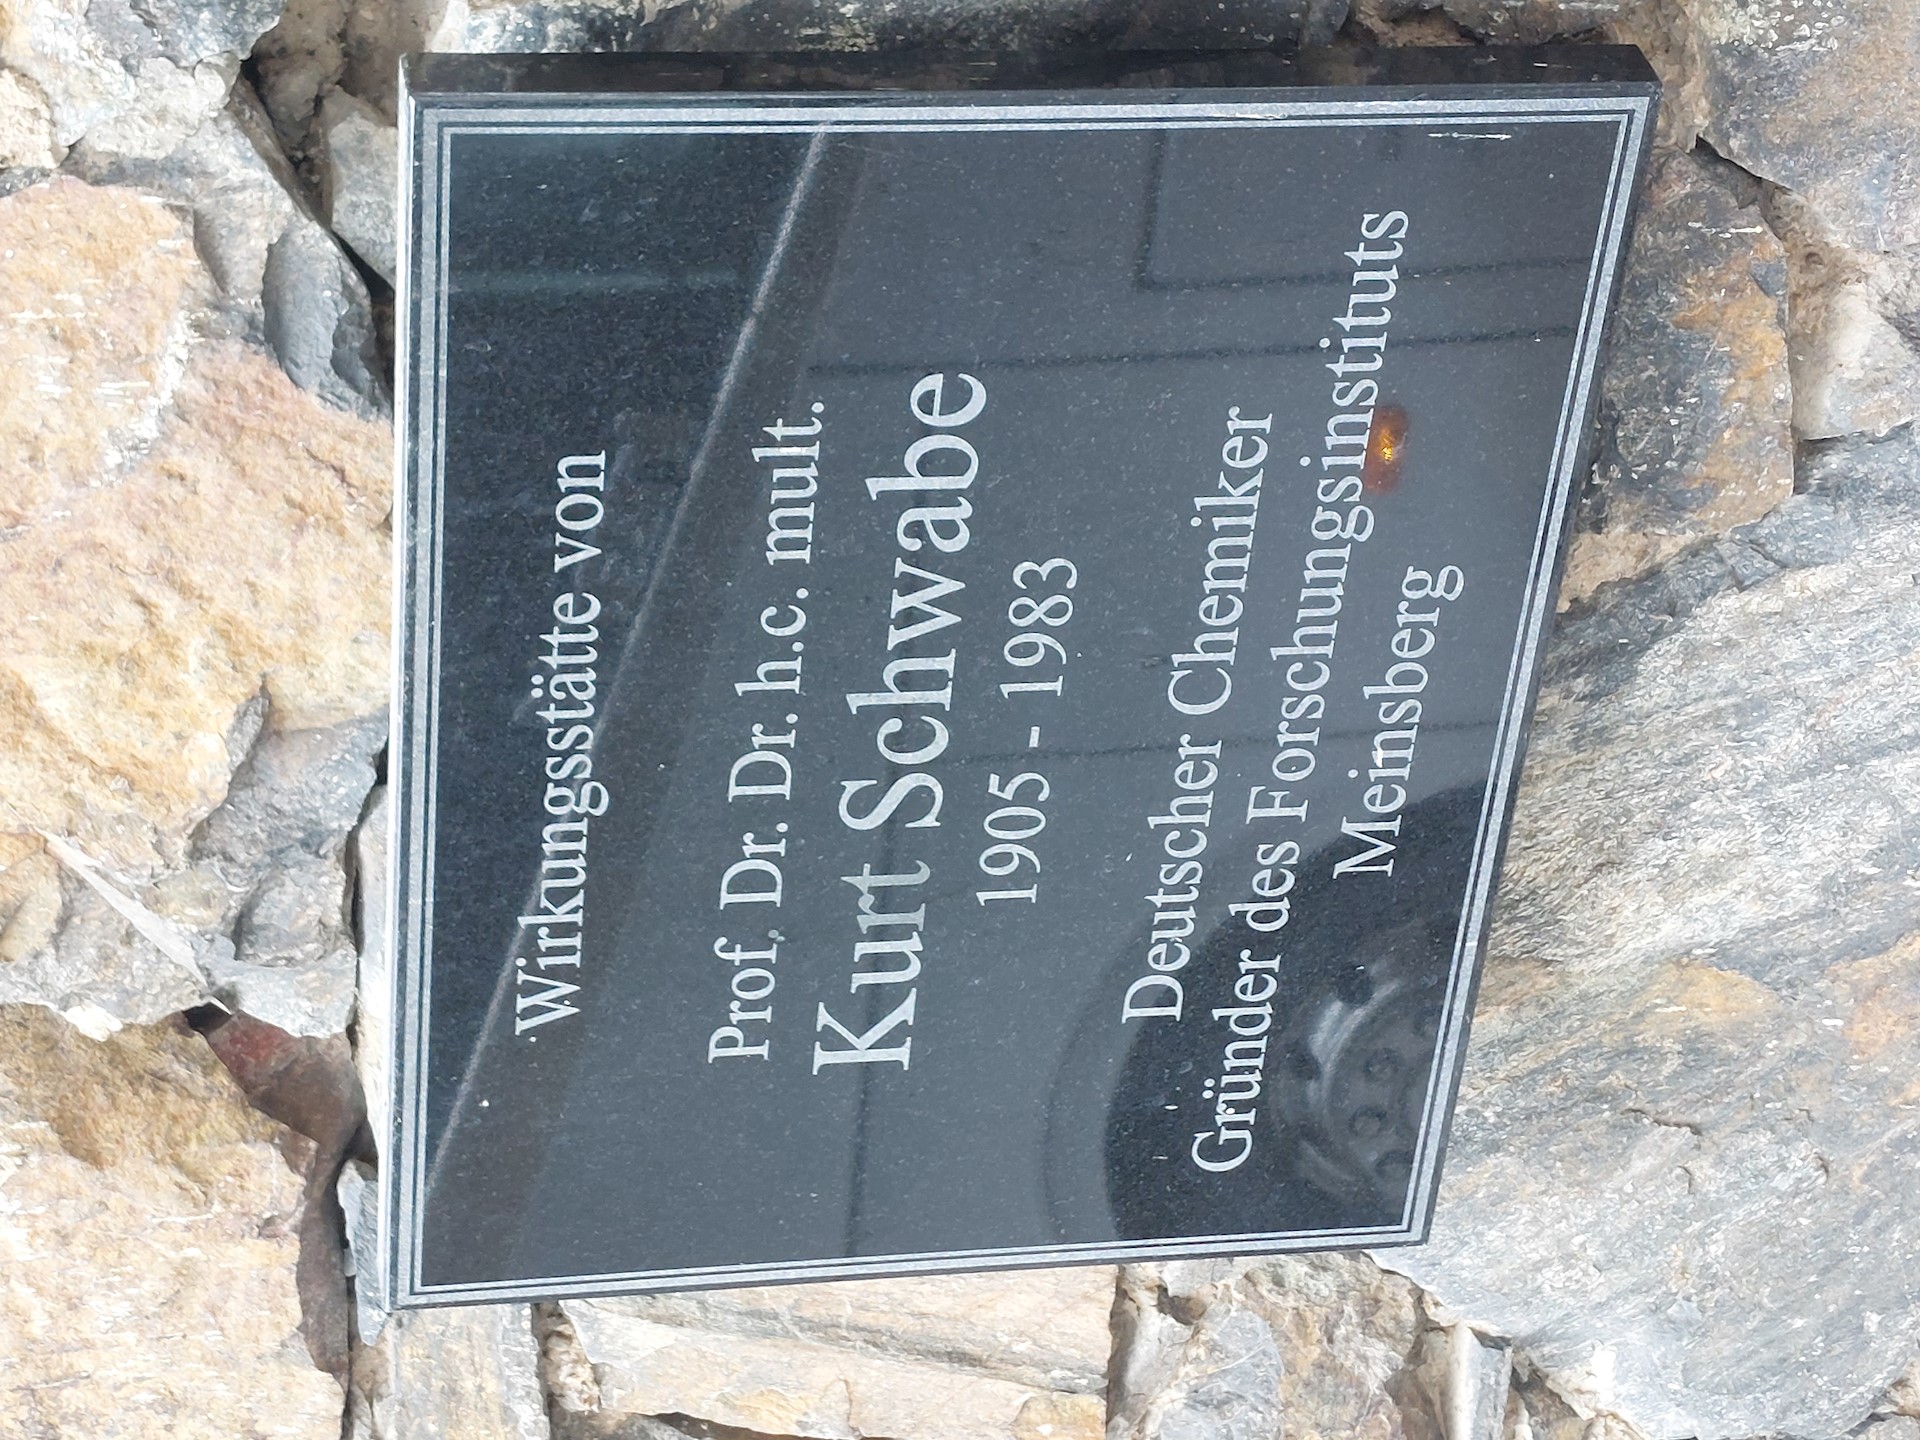 Wirkungsstätte von
Prof. Dr. Dr. h.c. mult.
Kurt Schwabe
1905 - 1983
Deutscher Chemiker
Gründer des Forschungsinstituts
Meinsberg